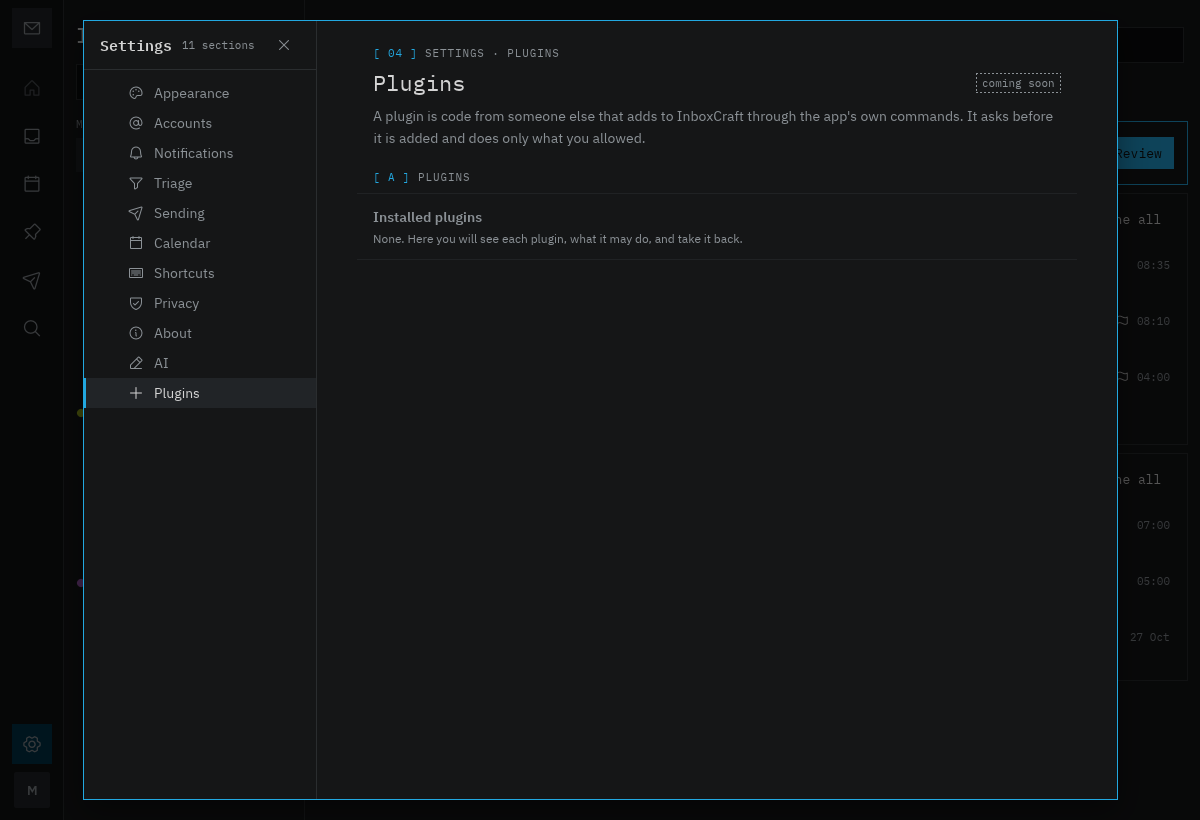 Settings 11 sections
Appearance
Accounts
Notifications
Triage
Sending
Calendar
Shortcuts
Privacy
About
AI
Plugins
[ 04 ] SETTINGS · PLUGINS
Plugins
coming soon
A plugin is code from someone else that adds to InboxCraft through the app's own commands. It asks before
it is added and does only what you allowed.
[ A ] PLUGINS
Installed plugins
None. Here you will see each plugin, what it may do, and take it back.
Review
all
08:35
08:10
04:00
all
07:00
05:00
27 Oct
M